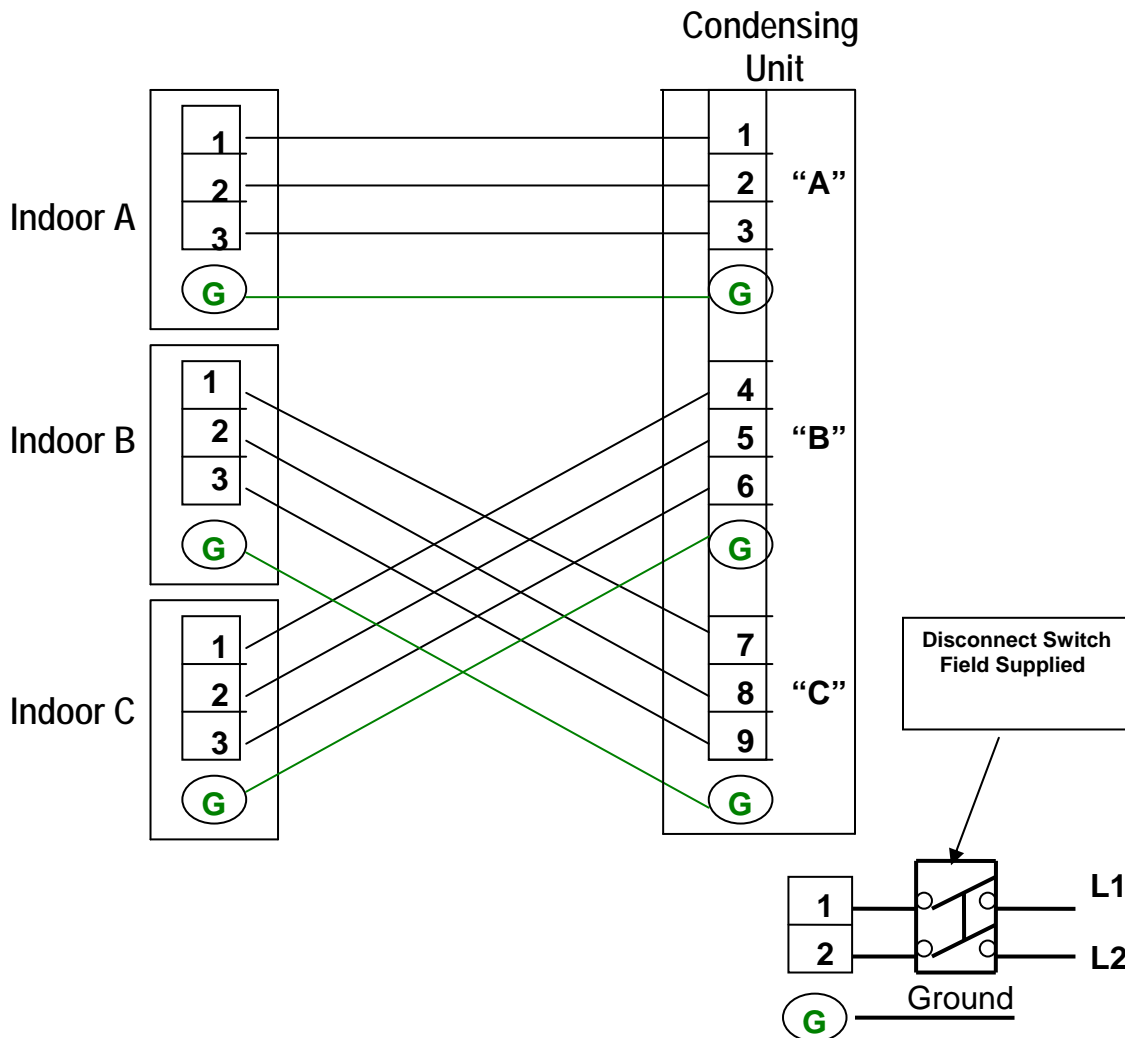 Condensing
Unit
Indoor A
1
2
3
G
1
2
3
G
"A"
Indoor B
1
2
3
G
4
5
6
G
“B”
Indoor C
1
2
3
G
7
8
9
G
“C”
Disconnect Switch
Field Supplied
1
2
G
L1
L2
Ground